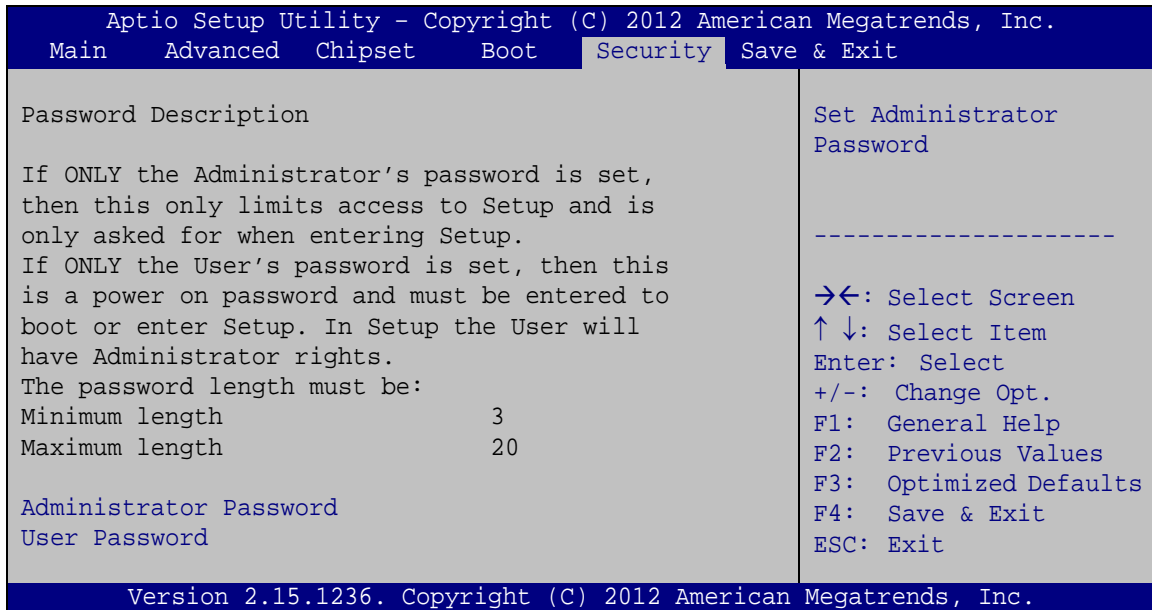 Aptio Setup Utility – Copyright (C) 2012 American Megatrends, Inc.
Main Advanced Chipset Boot Security Save & Exit
Password Description
If ONLY the Administrator’s password is set,
then this only limits access to Setup and is
only asked for when entering Setup.
If ONLY the User’s password is set, then this
is a power on password and must be entered to
boot or enter Setup. In Setup the User will
have Administrator rights.
The password length must be:
Minimum length 3
Maximum length 20
Administrator Password
User Password
Set Administrator
Password
---------------------
→←: Select Screen
↑ ↓: Select Item
Enter: Select
+/-: Change Opt.
F1: General Help
F2: Previous Values
F3: Optimized Defaults
F4: Save & Exit
ESC: Exit
Version 2.15.1236. Copyright (C) 2012 American Megatrends, Inc.